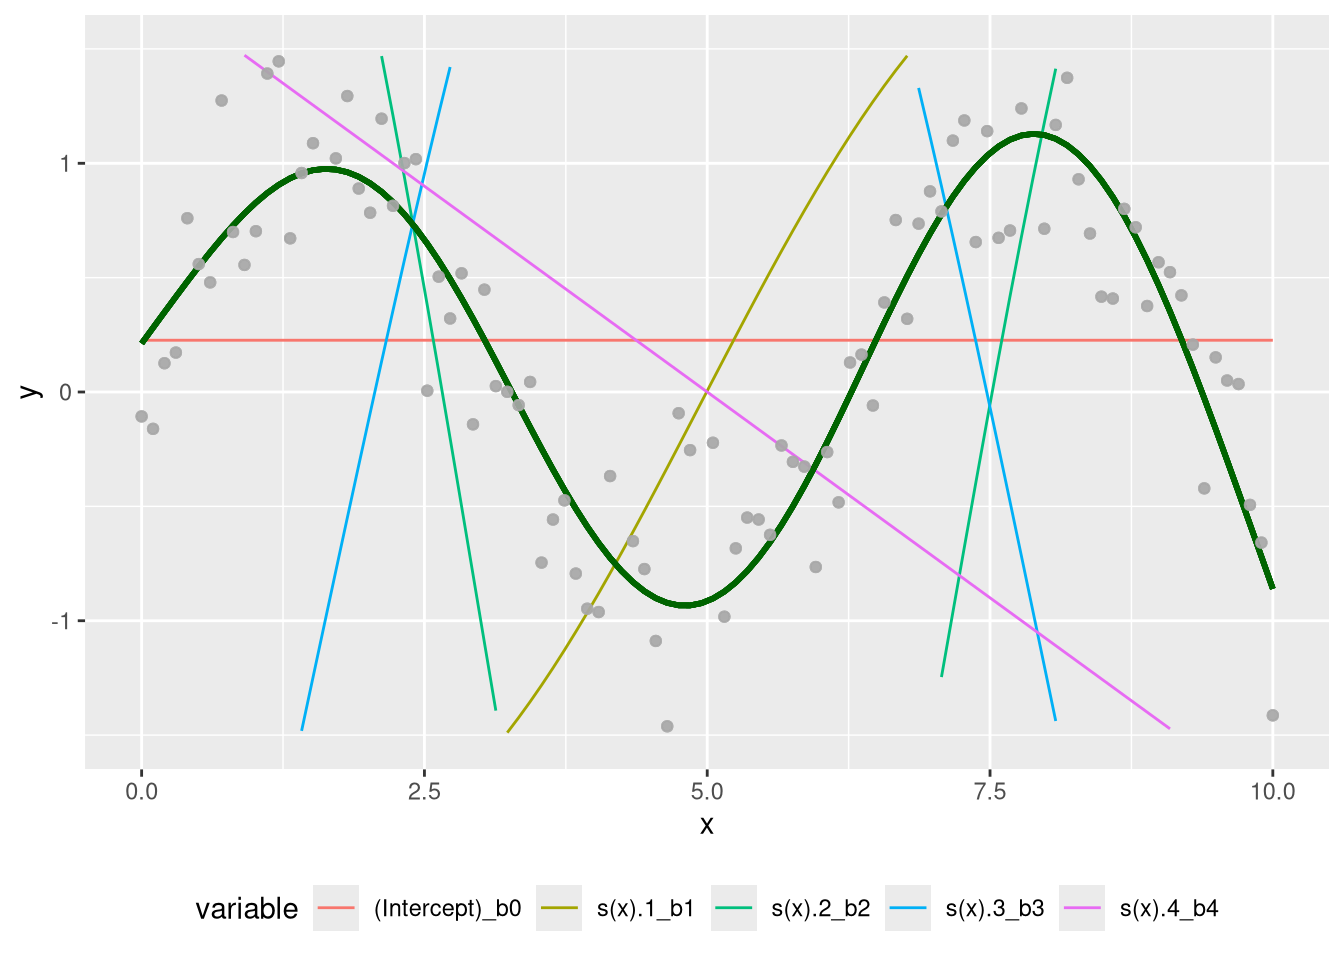 1
0
-1
y
0.0 2.5 5.0 7.5 10.0
x
variable (Intercept)_b0 s(x).1_b1 s(x).2_b2 s(x).3_b3 s(x).4_b4